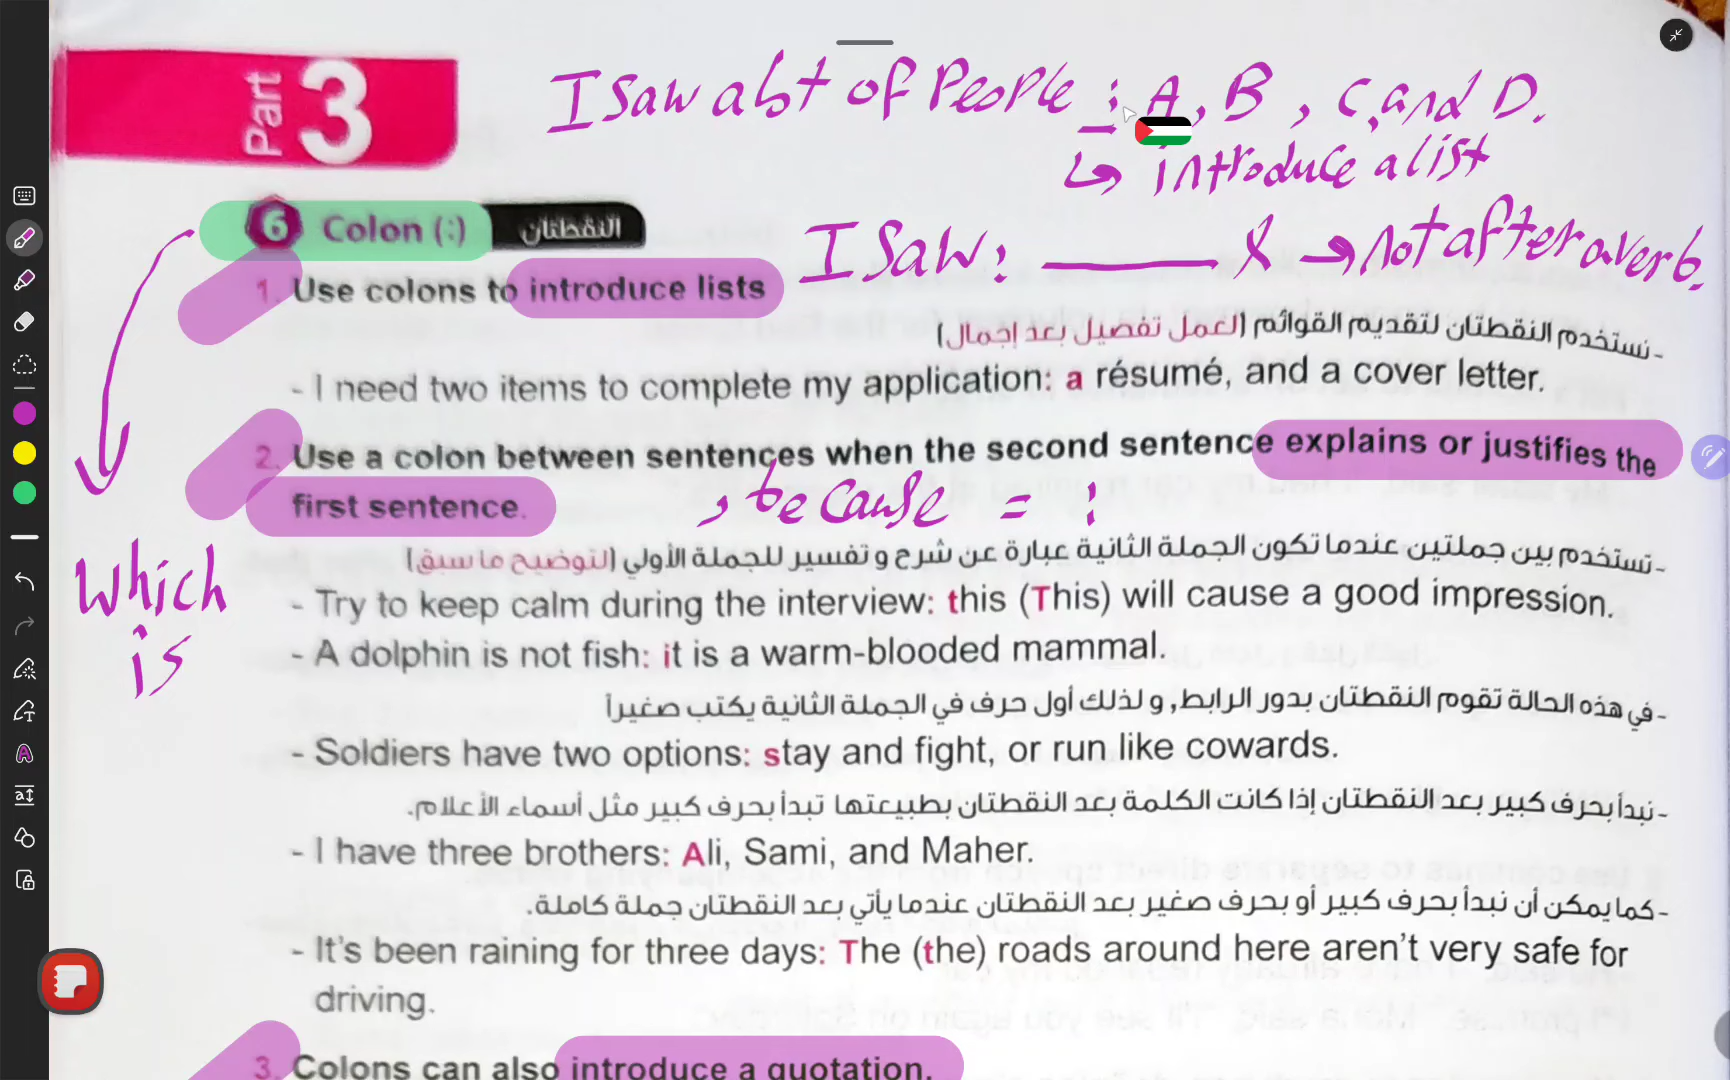 Part 3
I saw a lot of People : A, B, C, and D.
↳ introduce a list
6 Colon (:) النقطتان
I saw: ——— X → not after a verb.
1. Use colons to introduce lists
- نستخدم النقطتان لتقديم القوائم (لعمل تفصيل بعد إجمال)
- I need two items to complete my application: a résumé, and a cover letter.
2. Use a colon between sentences when the second sentence explains or justifies the
first sentence.
, because = :
- تستخدم بين جملتين عندما تكون الجملة الثانية عبارة عن شرح و تفسير للجملة الأولي (لتوضيح ما سبق)
which
is
- Try to keep calm during the interview: this (This) will cause a good impression.
- A dolphin is not fish: it is a warm-blooded mammal.
- في هذه الحالة تقوم النقطتان بدور الرابط, و لذلك أول حرف في الجملة الثانية يكتب صغيراً
- Soldiers have two options: stay and fight, or run like cowards.
- نبدأ بحرف كبير بعد النقطتان إذا كانت الكلمة بعد النقطتان بطبيعتها تبدأ بحرف كبير مثل أسماء الأعلام.
- I have three brothers: Ali, Sami, and Maher.
- كما يمكن أن نبدأ بحرف كبير أو بحرف صغير بعد النقطتان عندما يأتي بعد النقطتان جملة كاملة.
- It's been raining for three days: The (the) roads around here aren't very safe for
driving.
3. Colons can also introduce a quotation.